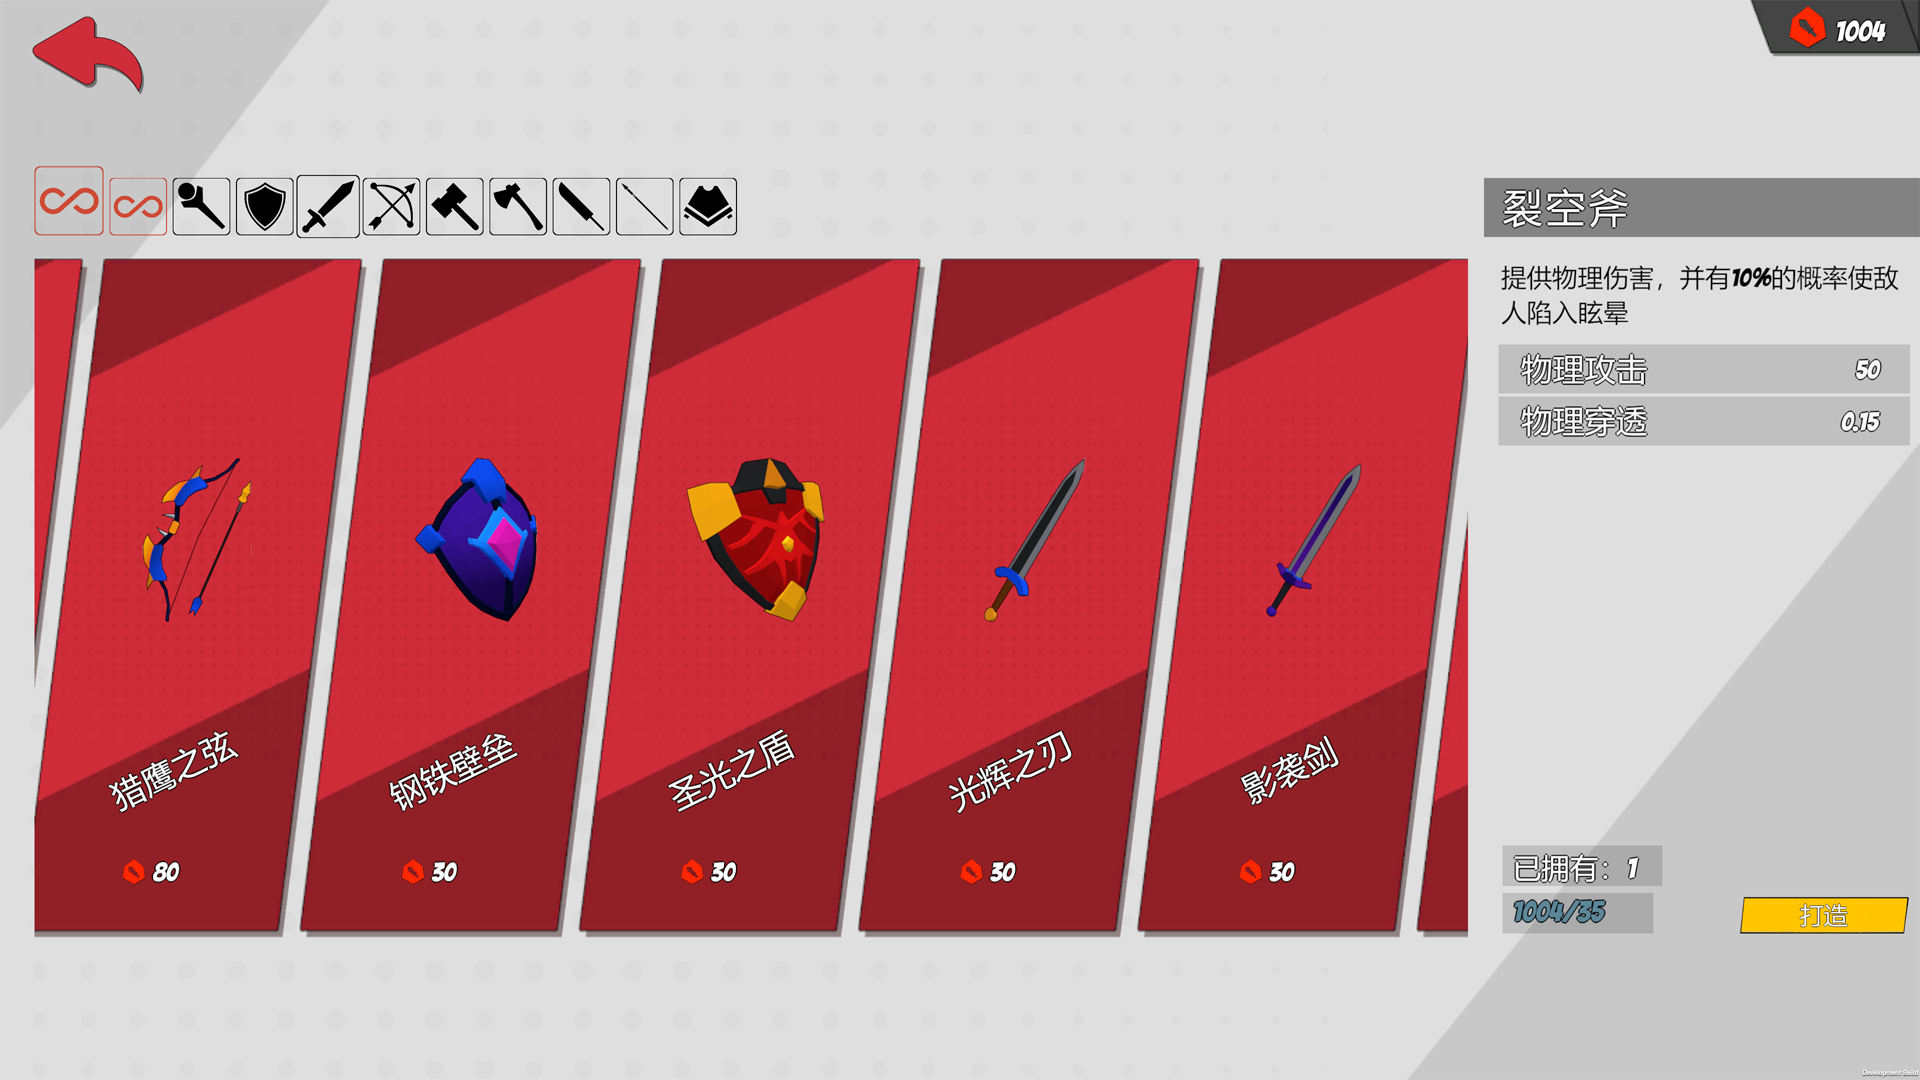 1004
裂空斧
提供物理伤害，并有10%的概率使敌
人陷入眩晕
物理攻击 50
物理穿透 0.15
猎鹰之弦
钢铁壁垒
圣光之盾
光辉之刃
影袭剑
80
30
30
30
30
已拥有：1
1004/35
打造
Development Build